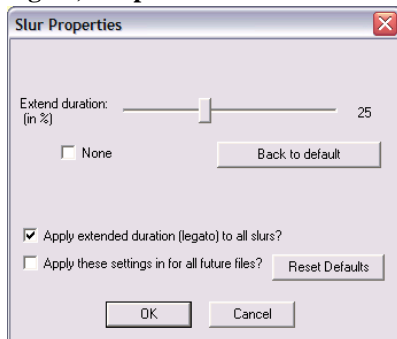 Slur Properties
Extend duration:
(in %)
25
None
Back to default
Apply extended duration (legato) to all slurs?
Apply these settings in for all future files?
Reset Defaults
OK
Cancel